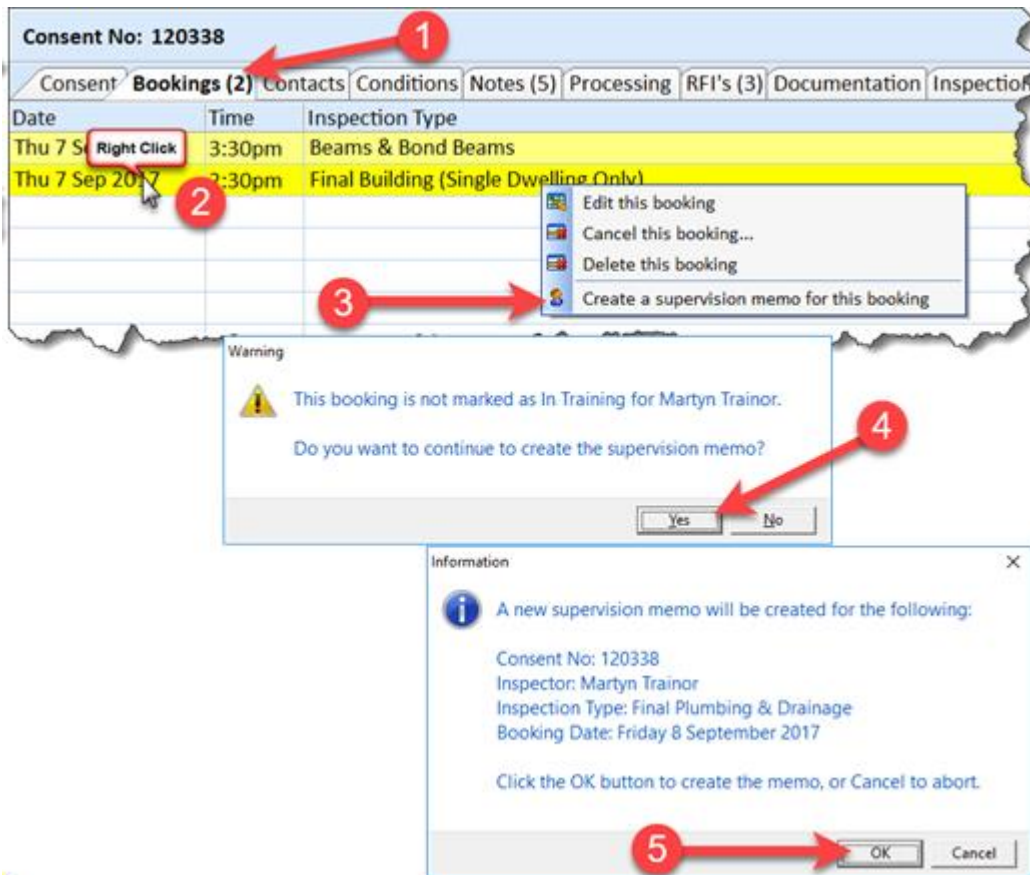 Consent No: 120338
1
Consent Bookings (2) Contacts Conditions Notes (5) Processing RFI's (3) Documentation Inspection
Date Time Inspection Type
Thu 7 S Right Click 3:30pm Beams & Bond Beams
Thu 7 Sep 2017 2:30pm Final Building (Single Dwelling Only)
2
Edit this booking
Cancel this booking...
Delete this booking
3
Create a supervision memo for this booking
Warning
This booking is not marked as In Training for Martyn Trainor.
4
Do you want to continue to create the supervision memo?
Yes No
Information
A new supervision memo will be created for the following:
Consent No: 120338
Inspector: Martyn Trainor
Inspection Type: Final Plumbing & Drainage
Booking Date: Friday 8 September 2017
Click the OK button to create the memo, or Cancel to abort.
5
OK Cancel